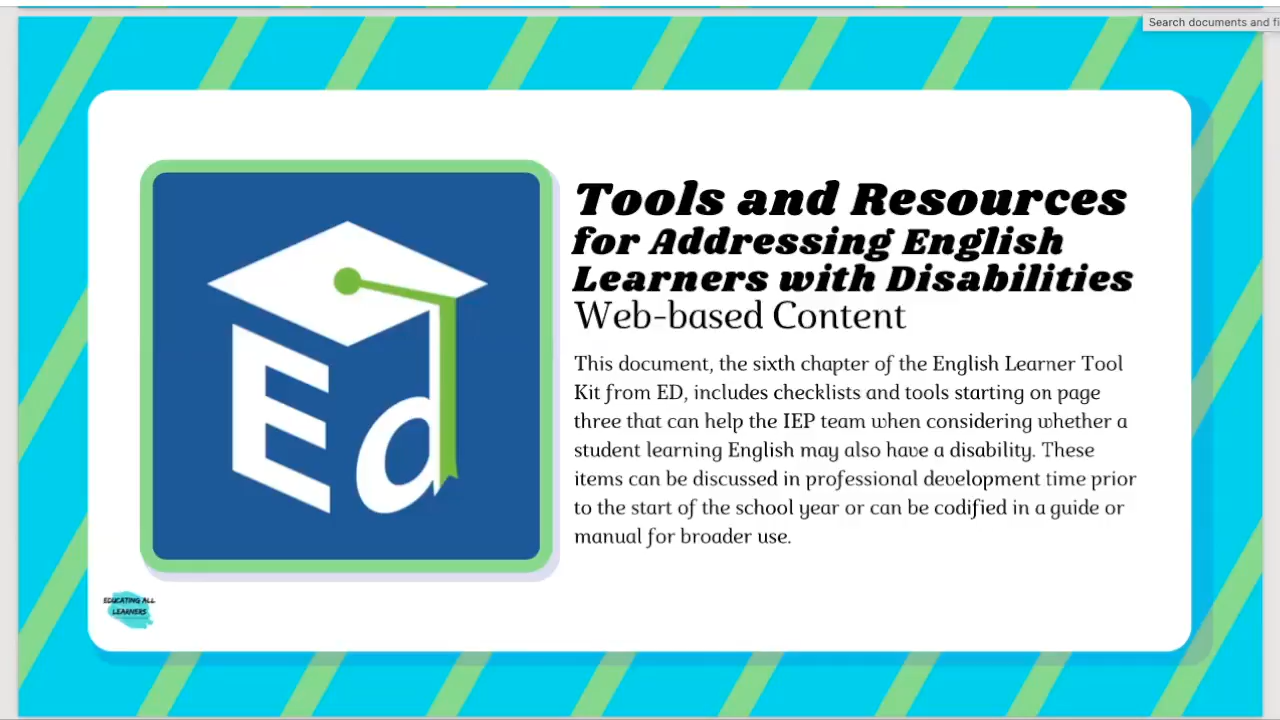 Search documents and fi
Tools and Resources
for Addressing English
Learners with Disabilities
Web-based Content
This document, the sixth chapter of the English Learner Tool
Kit from ED, includes checklists and tools starting on page
three that can help the IEP team when considering whether a
student learning English may also have a disability. These
items can be discussed in professional development time prior
to the start of the school year or can be codified in a guide or
manual for broader use.
Ed
EDUCATING ALL
LEARNERS